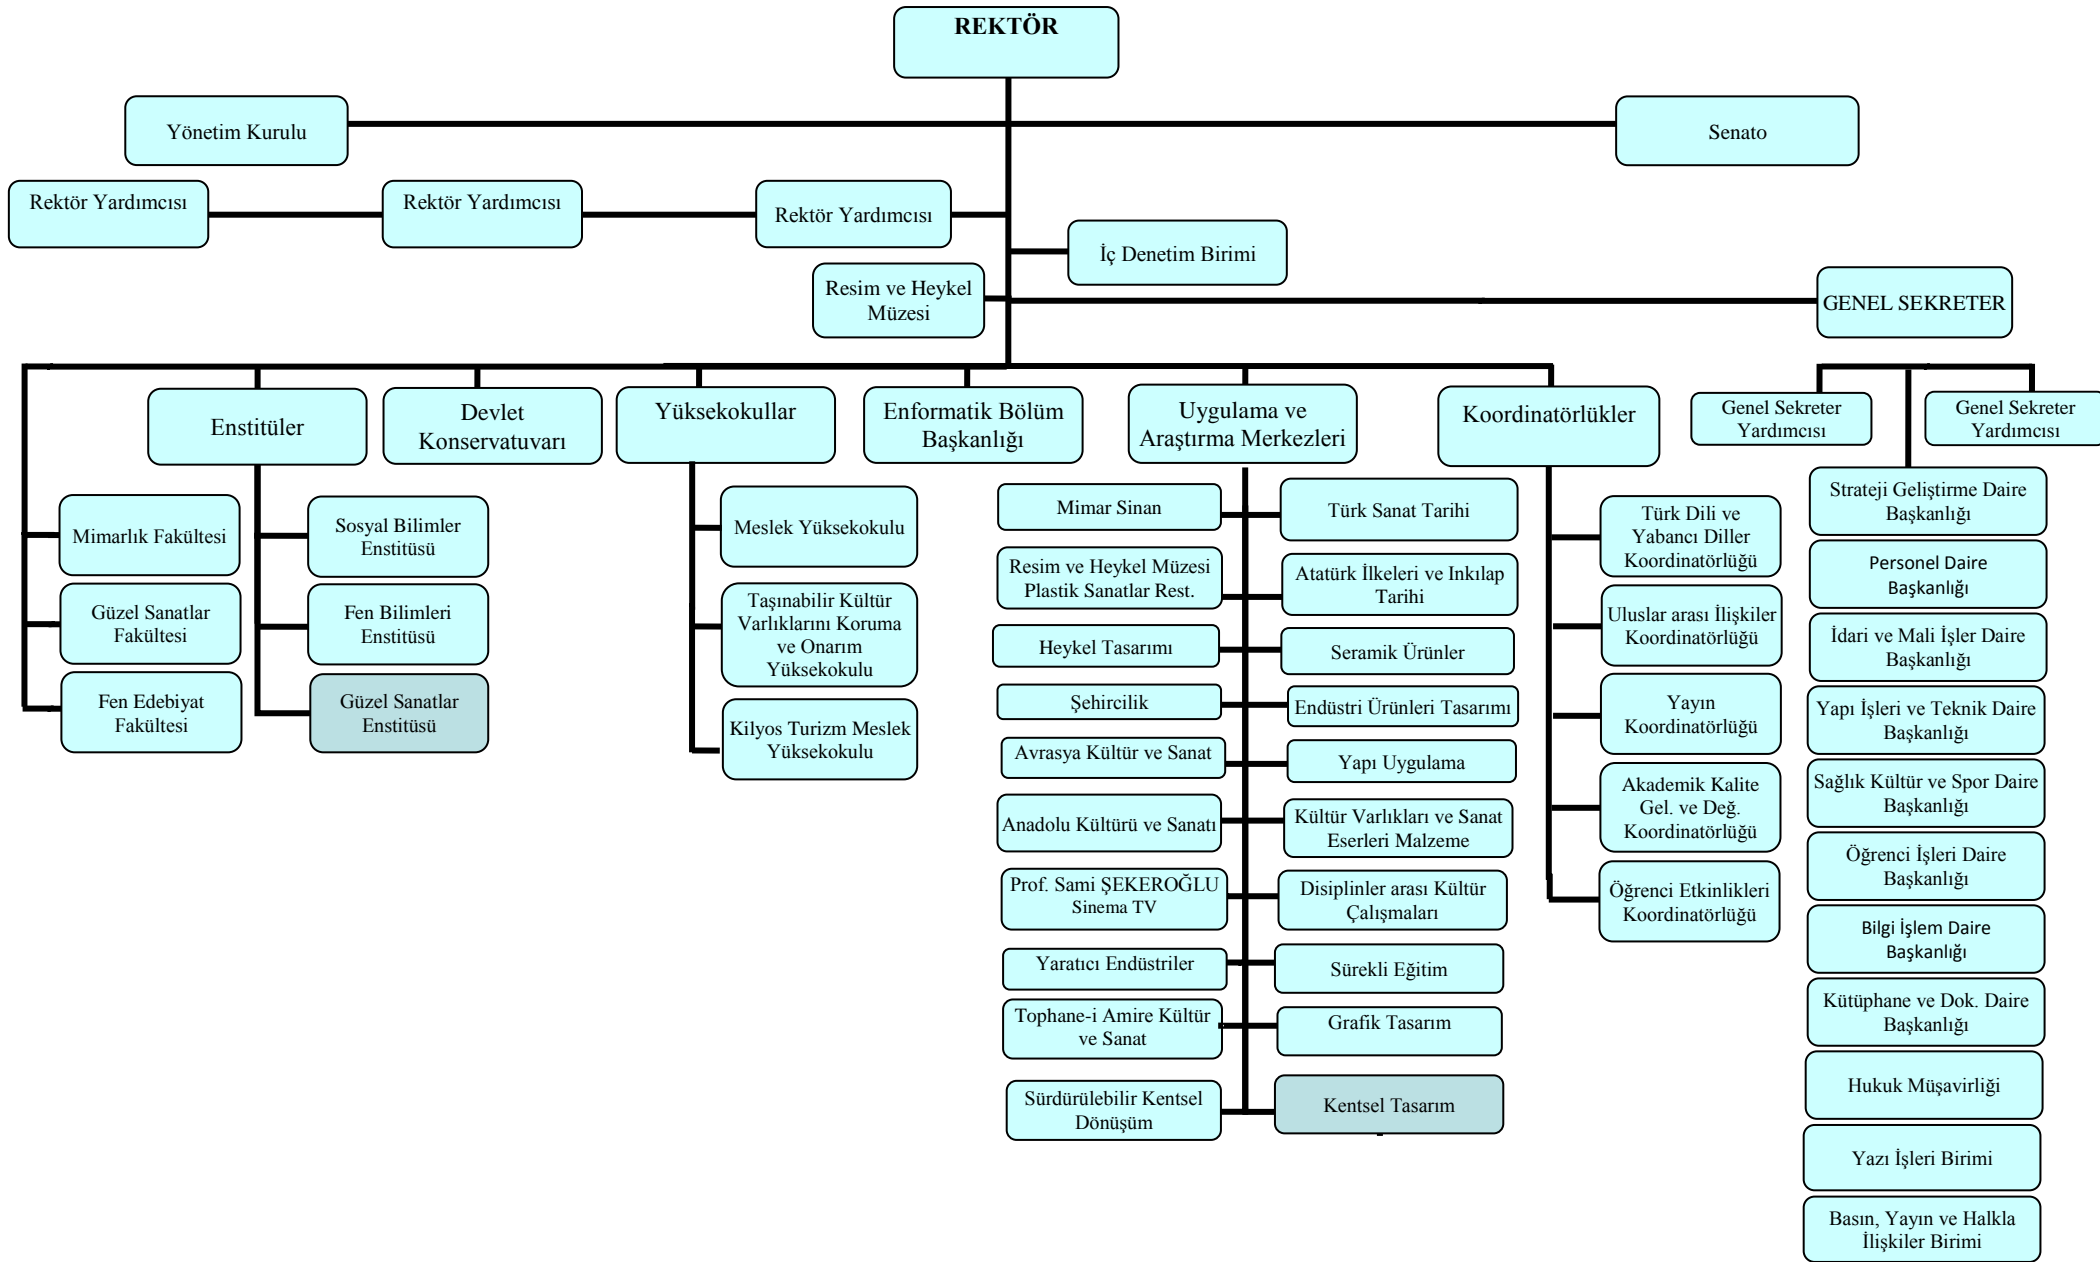 REKTÖR
Yönetim Kurulu
Senato
Rektör Yardımcısı
Rektör Yardımcısı
Rektör Yardımcısı
İç Denetim Birimi
Resim ve Heykel
Müzesi
GENEL SEKRETER
Enstitüler
Devlet
Konservatuvarı
Yüksekokullar
Enformatik Bölüm
Başkanlığı
Uygulama ve
Araştırma Merkezleri
Koordinatörlükler
Genel Sekreter
Yardımcısı
Genel Sekreter
Yardımcısı
Mimarlık Fakültesi
Güzel Sanatlar
Fakültesi
Fen Edebiyat
Fakültesi
Sosyal Bilimler
Enstitüsü
Fen Bilimleri
Enstitüsü
Güzel Sanatlar
Enstitüsü
Meslek Yüksekokulu
Taşınabilir Kültür
Varlıklarını Koruma
ve Onarım
Yüksekokulu
Kilyos Turizm Meslek
Yüksekokulu
Mimar Sinan
Resim ve Heykel Müzesi
Plastik Sanatlar Rest.
Heykel Tasarımı
Şehircilik
Avrasya Kültür ve Sanat
Anadolu Kültürü ve Sanatı
Prof. Sami ŞEKEROĞLU
Sinema TV
Yaratıcı Endüstriler
Tophane-i Amire Kültür
ve Sanat
Sürdürülebilir Kentsel
Dönüşüm
Türk Sanat Tarihi
Atatürk İlkeleri ve Inkılap
Tarihi
Seramik Ürünler
Endüstri Ürünleri Tasarımı
Yapı Uygulama
Kültür Varlıkları ve Sanat
Eserleri Malzeme
Disiplinler arası Kültür
Çalışmaları
Sürekli Eğitim
Grafik Tasarım
Kentsel Tasarım
Türk Dili ve
Yabancı Diller
Koordinatörlüğü
Uluslar arası İlişkiler
Koordinatörlüğü
Yayın
Koordinatörlüğü
Akademik Kalite
Gel. ve Değ.
Koordinatörlüğü
Öğrenci Etkinlikleri
Koordinatörlüğü
Strateji Geliştirme Daire
Başkanlığı
Personel Daire
Başkanlığı
İdari ve Mali İşler Daire
Başkanlığı
Yapı İşleri ve Teknik Daire
Başkanlığı
Sağlık Kültür ve Spor Daire
Başkanlığı
Öğrenci İşleri Daire
Başkanlığı
Bilgi İşlem Daire
Başkanlığı
Kütüphane ve Dok. Daire
Başkanlığı
Hukuk Müşavirliği
Yazı İşleri Birimi
Basın, Yayın ve Halkla
İlişkiler Birimi